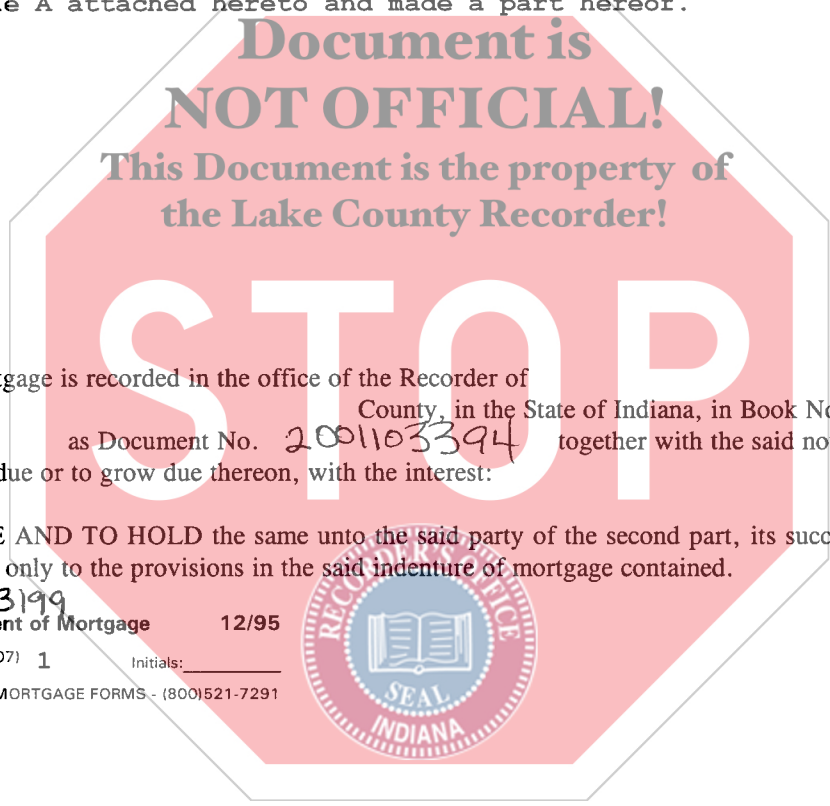 le A attached hereto and made a part hereof.
Document is
NOT OFFICIAL!
This Document is the property of
the Lake County Recorder!
STOP
tgage is recorded in the office of the Recorder of
County, in the State of Indiana, in Book No
as Document No. 2001103394 together with the said no
due or to grow due thereon, with the interest:
E AND TO HOLD the same unto the said party of the second part, its succ
only to the provisions in the said indenture of mortgage contained.
3199
ent of Mortgage 12/95
07) 1 Initials:
MORTGAGE FORMS - (800)521-7291
RECORDER'S OFFICE
SEAL
INDIANA